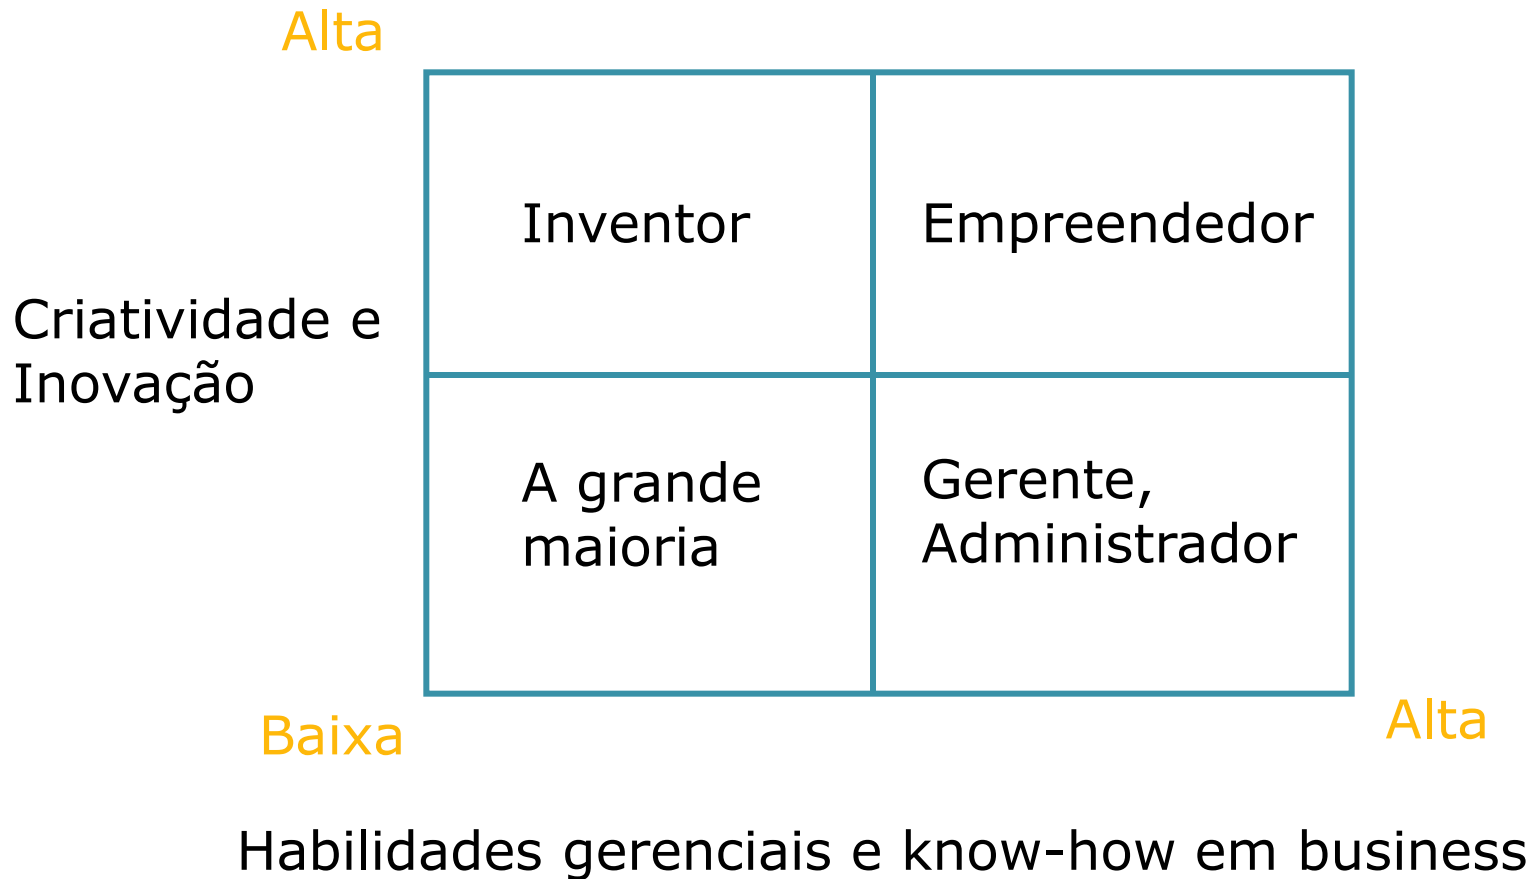 Alta
Inventor
Empreendedor
Criatividade e
Inovação
A grande
maioria
Gerente,
Administrador
Baixa
Alta
Habilidades gerenciais e know-how em business